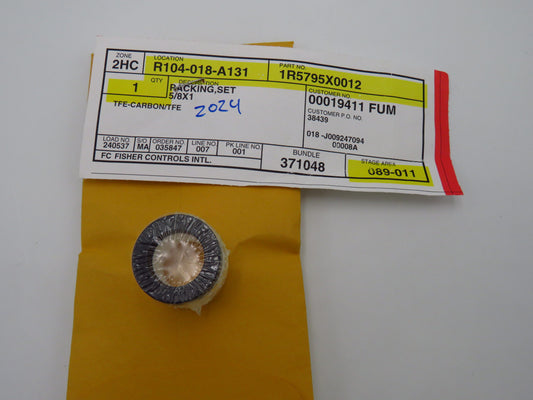 ZONE
2HC
LOCATION
R104-018-A131
PART NO.
1R5795X0012
QTY
1
DESCRIPTION
PACKING,SET
5/8X1
TFE-CARBON/TFE
2024
CUSTOMER NO.
00019411 FUM
CUSTOMER P.O. NO.
38439
018 -J009247094
00008A
LOAD NO.
240537
S/O
MA
ORDER NO.
035847
LINE NO.
007
PK LINE NO.
001
BUNDLE
371048
STAGE AREA
089-011
FC FISHER CONTROLS INTL.